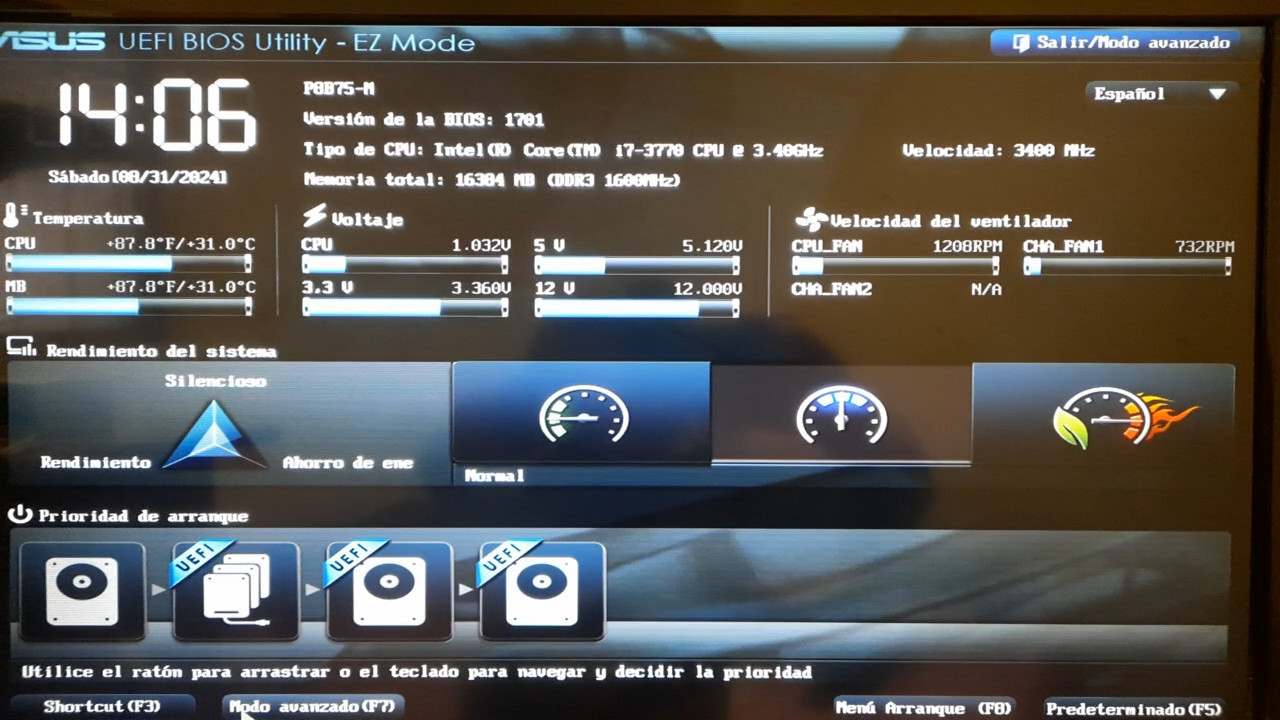 ASUS UEFI BIOS Utility - EZ Mode
Salir/Modo avanzado
14:06
Sábado[08/31/2024]
P8B75-M
Español
Versión de la BIOS: 1701
Tipo de CPU: Intel(R) Core(TM) i7-3770 CPU @ 3.40GHz
Velocidad: 3400 MHz
Memoria total: 16384 MB (DDR3 1600MHz)
Temperatura
CPU +87.8°F/+31.0°C
MB +87.8°F/+31.0°C
Voltaje
CPU 1.032V 5 V 5.120V
3.3 V 3.360V 12 V 12.000V
Velocidad del ventilador
CPU_FAN 1208RPM CHA_FAN1 732RPM
CHA_FAN2 N/A
Rendimiento del sistema
Silencioso
Rendimiento
Ahorro de ene
Normal
Prioridad de arranque
UEFI
UEFI
UEFI
Utilice el ratón para arrastrar o el teclado para navegar y decidir la prioridad
Shortcut(F3)
Modo avanzado(F7)
Menú Arranque (F8)
Predeterminado(F5)